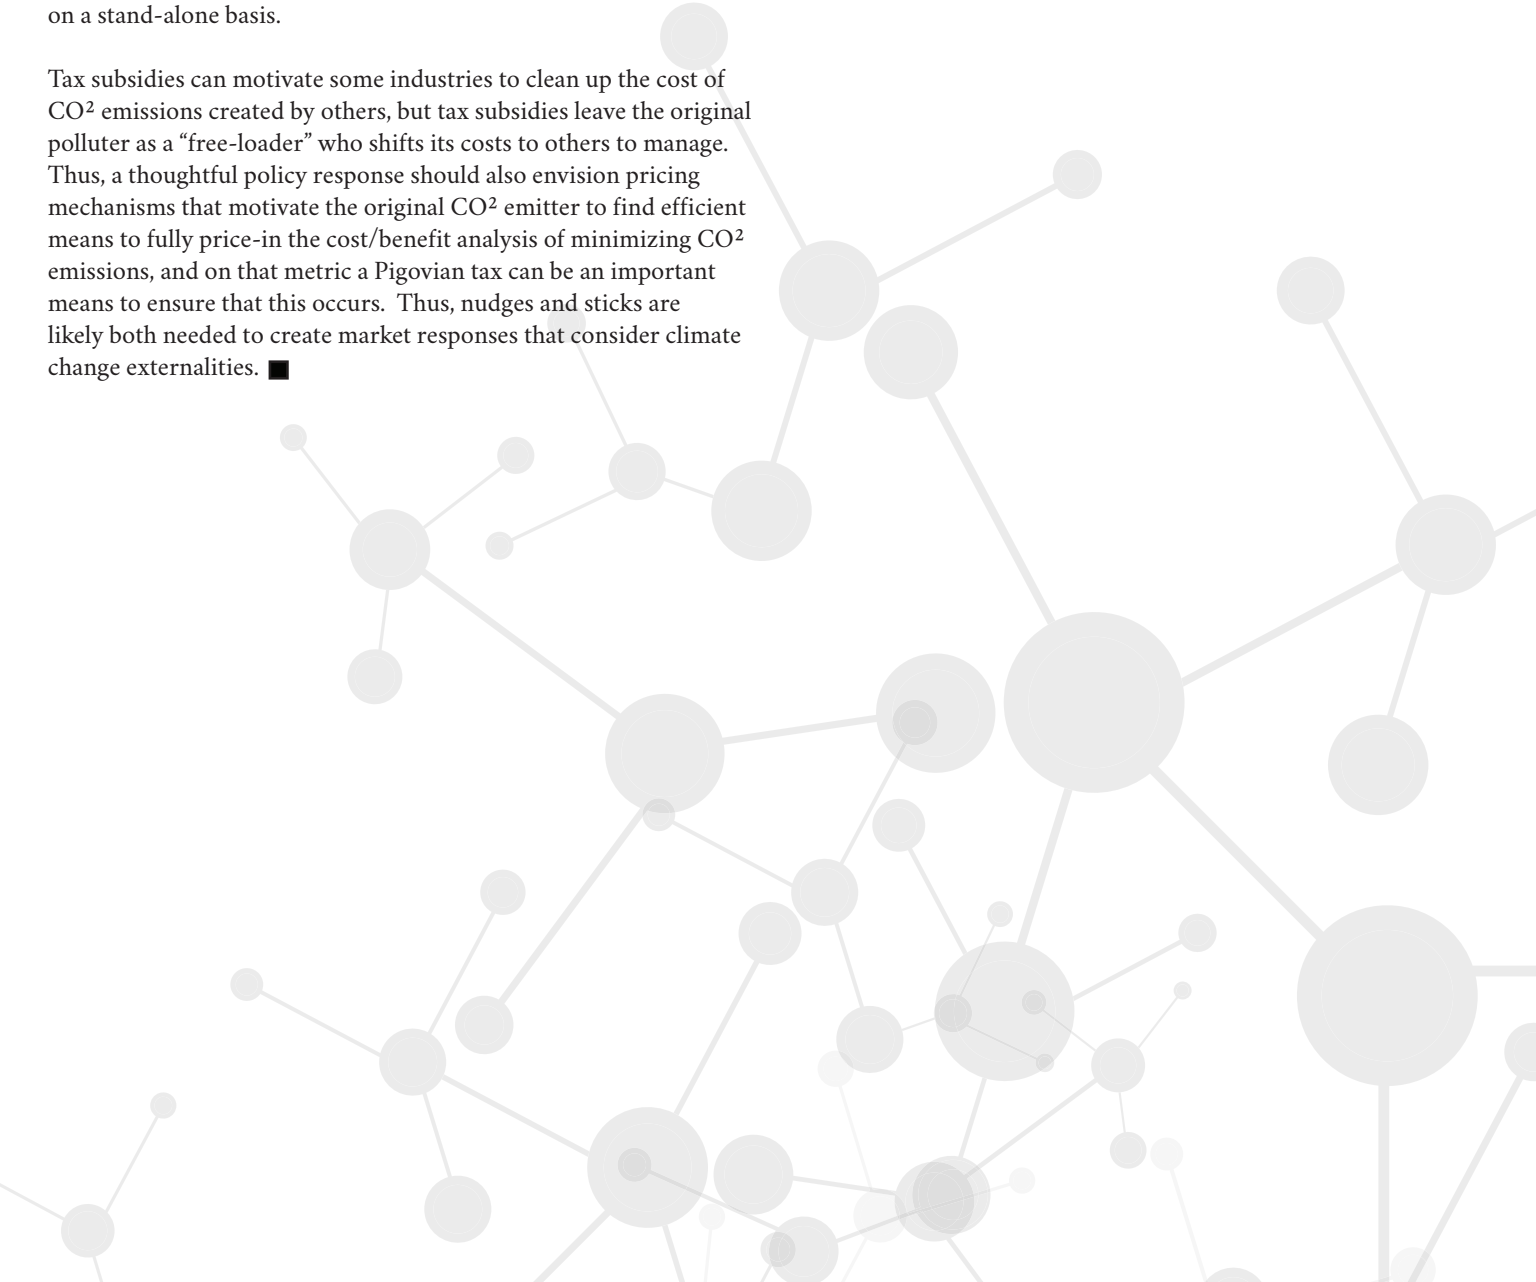 on a stand-alone basis.
Tax subsidies can motivate some industries to clean up the cost of
CO² emissions created by others, but tax subsidies leave the original
polluter as a “free-loader” who shifts its costs to others to manage.
Thus, a thoughtful policy response should also envision pricing
mechanisms that motivate the original CO² emitter to find efficient
means to fully price-in the cost/benefit analysis of minimizing CO²
emissions, and on that metric a Pigovian tax can be an important
means to ensure that this occurs.  Thus, nudges and sticks are
likely both needed to create market responses that consider climate
change externalities. ■